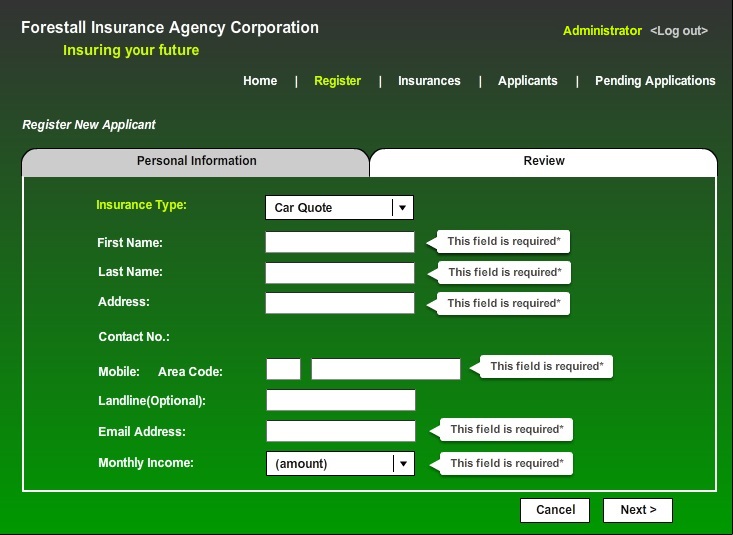 Forestall Insurance Agency Corporation
Administrator <Log out>
Insuring your future
Home | Register | Insurances | Applicants | Pending Applications
Register New Applicant
Personal Information Review
Insurance Type: Car Quote
First Name: This field is required*
Last Name: This field is required*
Address: This field is required*
Contact No.:
Mobile: Area Code: This field is required*
Landline(Optional):
Email Address: This field is required*
Monthly Income: (amount) This field is required*
Cancel Next >